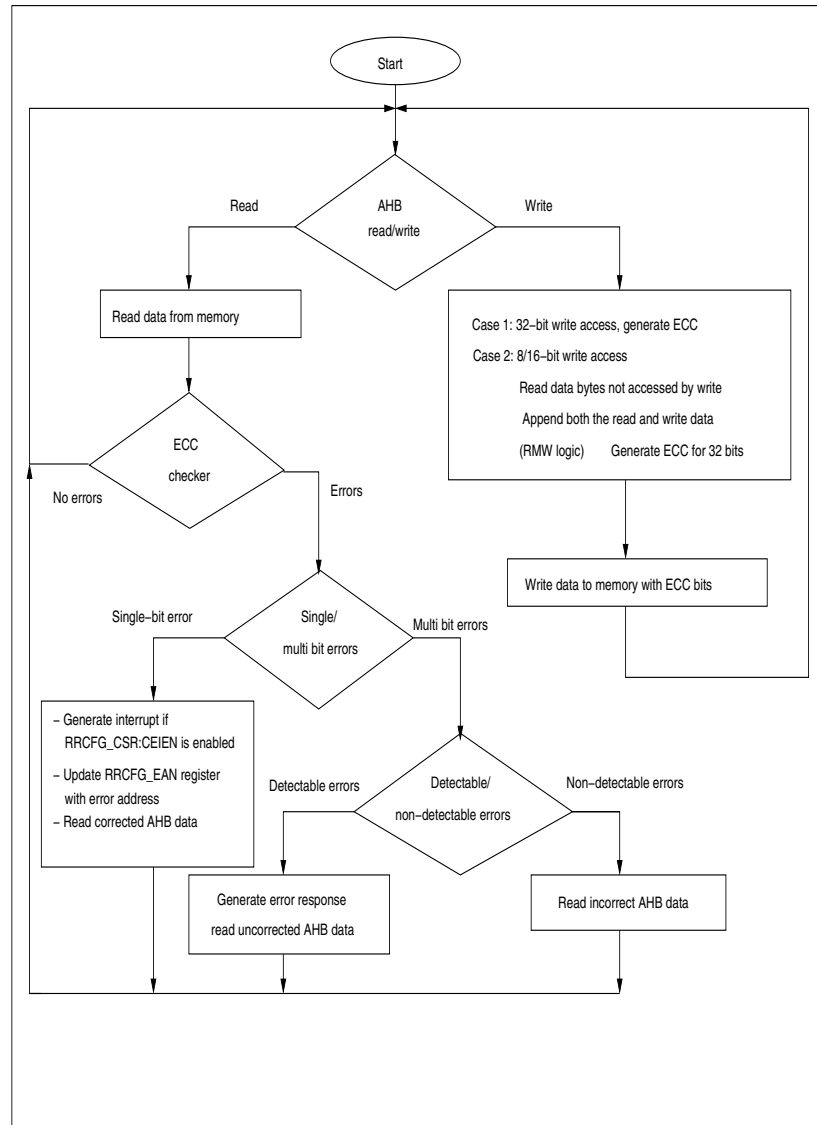 Start
AHB
read/write
Read
Write
Read data from memory
Case 1: 32−bit write access, generate ECC
Case 2: 8/16−bit write access
Read data bytes not accessed by write
Append both the read and write data
(RMW logic) Generate ECC for 32 bits
ECC
checker
No errors
Errors
Write data to memory with ECC bits
Single/
multi bit errors
Single−bit error
Multi bit errors
− Generate interrupt if
RRCFG_CSR:CEIEN is enabled
− Update RRCFG_EAN register
with error address
− Read corrected AHB data
Detectable/
non−detectable errors
Detectable errors
Non−detectable errors
Generate error response
read uncorrected AHB data
Read incorrect AHB data